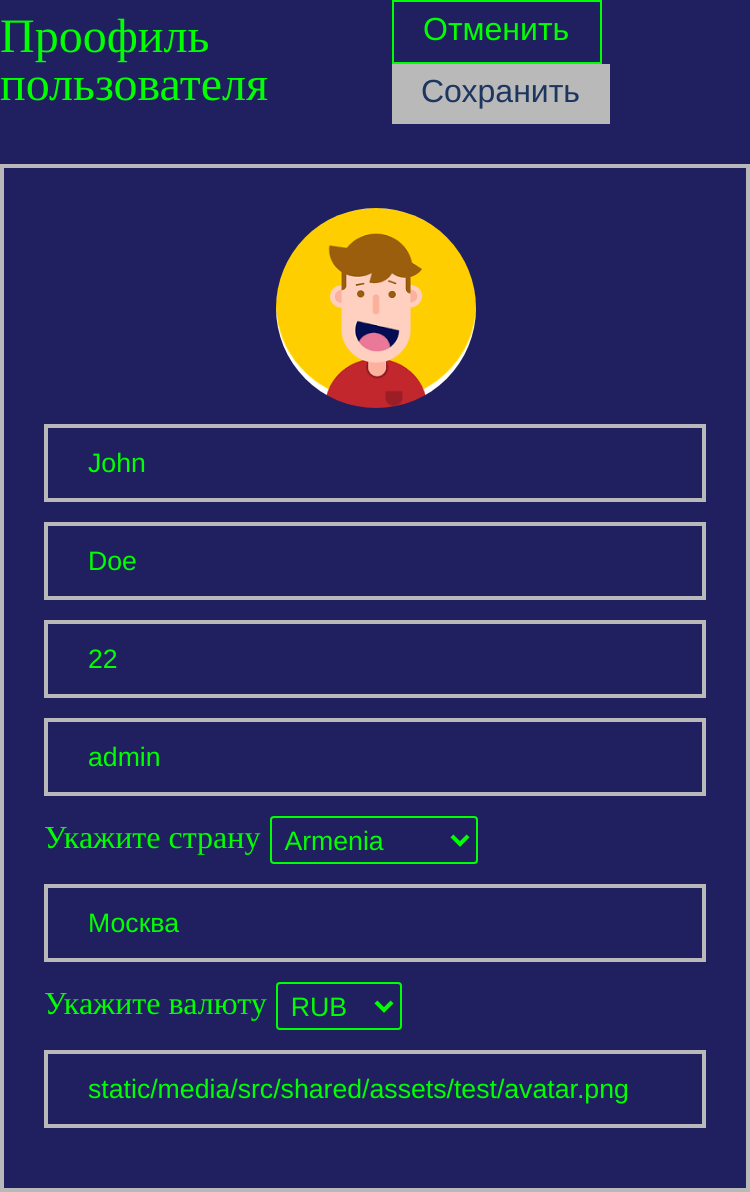 Проофиль
пользователя
Отменить
Сохранить
John
Doe
22
admin
Укажите страну Armenia
Москва
Укажите валюту RUB
static/media/src/shared/assets/test/avatar.png